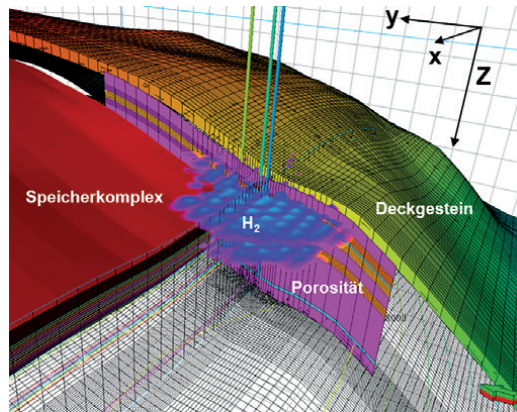 y
x
Z
Speicherkomplex
H₂
Deckgestein
Porosität